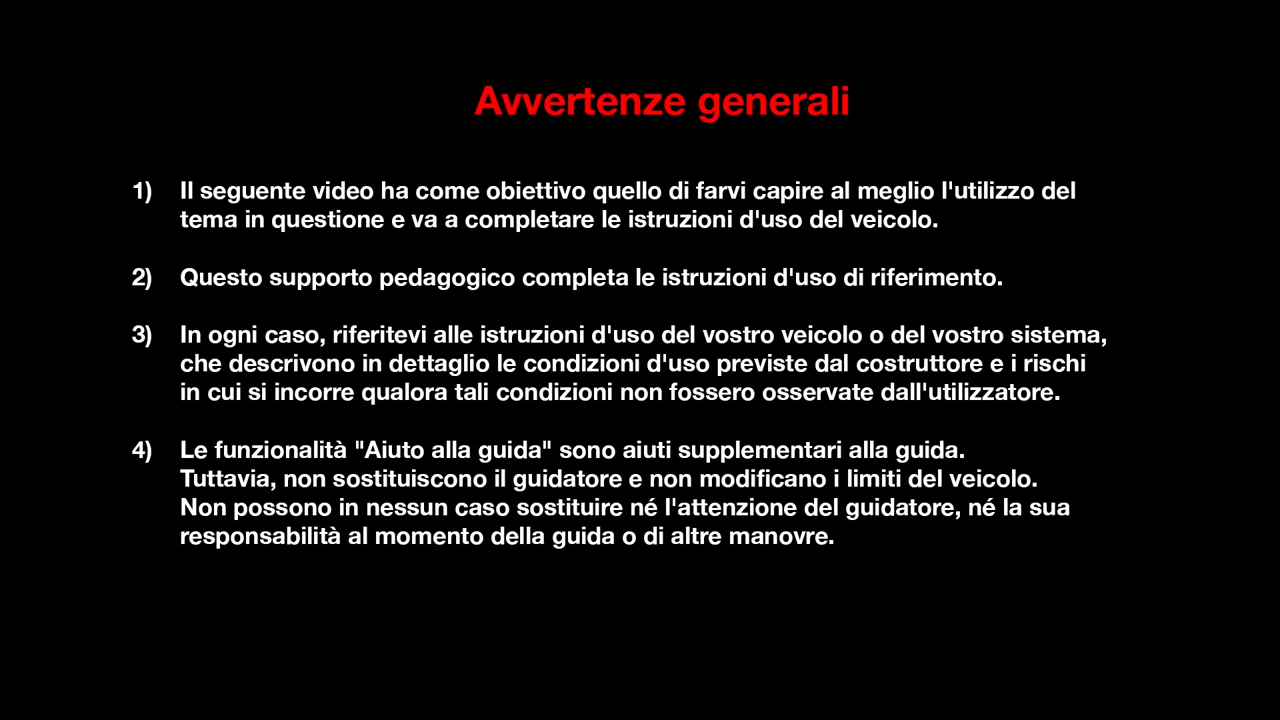 Avvertenze generali
1) Il seguente video ha come obiettivo quello di farvi capire al meglio l'utilizzo del
tema in questione e va a completare le istruzioni d'uso del veicolo.
2) Questo supporto pedagogico completa le istruzioni d'uso di riferimento.
3) In ogni caso, riferitevi alle istruzioni d'uso del vostro veicolo o del vostro sistema,
che descrivono in dettaglio le condizioni d'uso previste dal costruttore e i rischi
in cui si incorre qualora tali condizioni non fossero osservate dall'utilizzatore.
4) Le funzionalità "Aiuto alla guida" sono aiuti supplementari alla guida.
Tuttavia, non sostituiscono il guidatore e non modificano i limiti del veicolo.
Non possono in nessun caso sostituire né l'attenzione del guidatore, né la sua
responsabilità al momento della guida o di altre manovre.